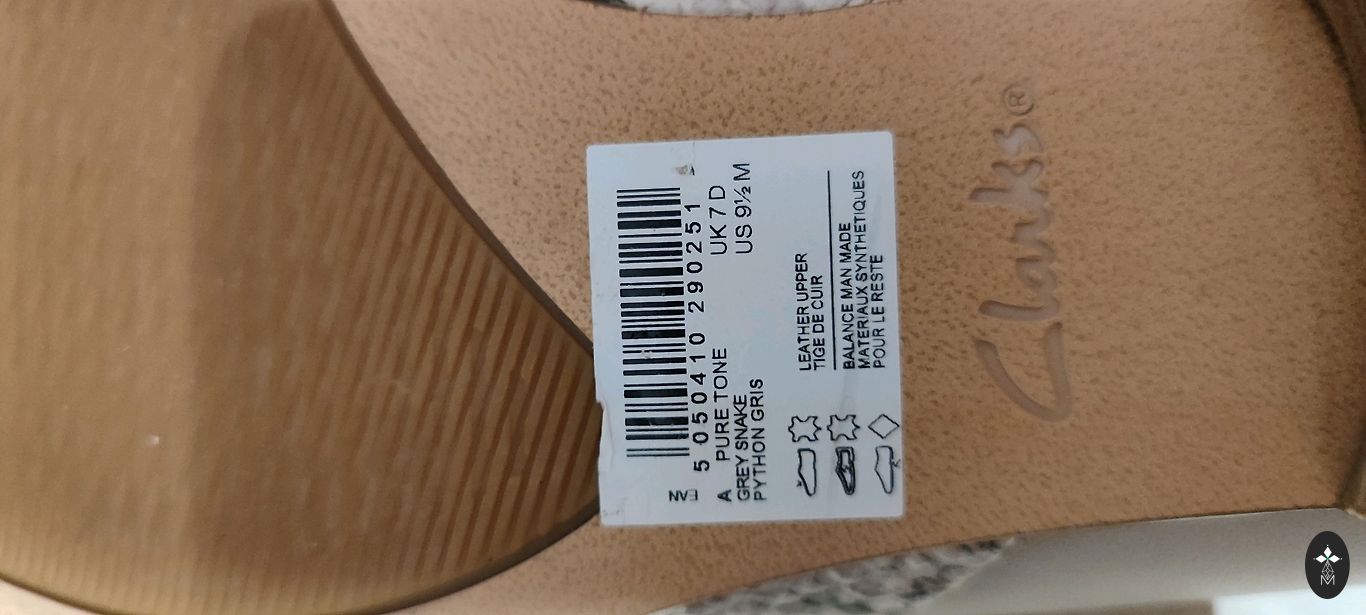 Clarks®
5 050410 290251
A PURE TONE UK 7 D
GREY SNAKE US 9½ M
PYTHON GRIS
LEATHER UPPER
TIGE DE CUIR
BALANCE MAN MADE
MATERIAUX SYNTHETIQUES
POUR LE RESTE
M